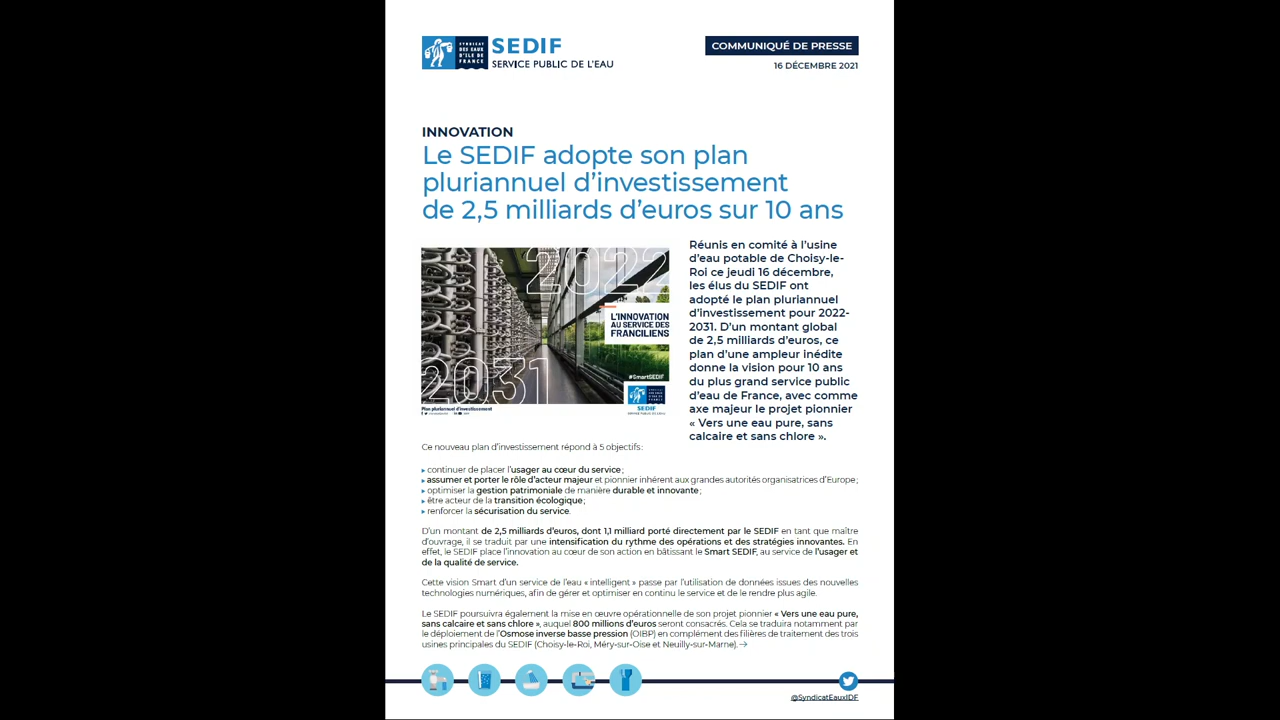 SYNDICAT
DES EAUX
D'ILE DE
FRANCE
SEDIF
SERVICE PUBLIC DE L'EAU
COMMUNIQUÉ DE PRESSE
16 DÉCEMBRE 2021
INNOVATION
Le SEDIF adopte son plan
pluriannuel d'investissement
de 2,5 milliards d'euros sur 10 ans
2022
L'INNOVATION
AU SERVICE DES
FRANCILIENS
2031
#SmartSEDIF
SEDIF
Plan pluriannuel d'investissement
Réunis en comité à l'usine
d'eau potable de Choisy-le-
Roi ce jeudi 16 décembre,
les élus du SEDIF ont
adopté le plan pluriannuel
d'investissement pour 2022-
2031. D'un montant global
de 2,5 milliards d'euros, ce
plan d'une ampleur inédite
donne la vision pour 10 ans
du plus grand service public
d'eau de France, avec comme
axe majeur le projet pionnier
« Vers une eau pure, sans
calcaire et sans chlore ».
Ce nouveau plan d'investissement répond à 5 objectifs :
▸ continuer de placer l'usager au cœur du service ;
▸ assumer et porter le rôle d'acteur majeur et pionnier inhérent aux grandes autorités organisatrices d'Europe ;
▸ optimiser la gestion patrimoniale de manière durable et innovante ;
▸ être acteur de la transition écologique ;
▸ renforcer la sécurisation du service.
D'un montant de 2,5 milliards d'euros, dont 1,1 milliard porté directement par le SEDIF en tant que maître
d'ouvrage, il se traduit par une intensification du rythme des opérations et des stratégies innovantes. En
effet, le SEDIF place l'innovation au cœur de son action en bâtissant le Smart SEDIF, au service de l'usager et
de la qualité de service.
Cette vision Smart d'un service de l'eau « intelligent » passe par l'utilisation de données issues des nouvelles
technologies numériques, afin de gérer et optimiser en continu le service et de le rendre plus agile.
Le SEDIF poursuivra également la mise en œuvre opérationnelle de son projet pionnier « Vers une eau pure,
sans calcaire et sans chlore », auquel 800 millions d'euros seront consacrés. Cela se traduira notamment par
le déploiement de l'Osmose inverse basse pression (OIBP) en complément des filières de traitement des trois
usines principales du SEDIF (Choisy-le-Roi, Méry-sur-Oise et Neuilly-sur-Marne). →
@SyndicatEauxIDF